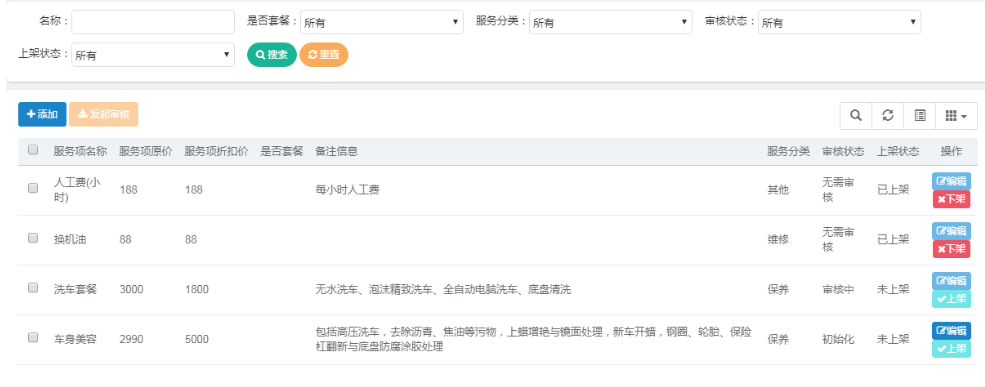 名称： 是否套餐： 所有 服务分类： 所有 审核状态： 所有
上架状态： 所有 搜索 重置
添加 发起审核
服务项名称 服务项原价 服务项折扣价 是否套餐 备注信息 服务分类 审核状态 上架状态 操作
人工费(小时) 188 188 每小时人工费 其他 无需审核 已上架 编辑 下架
换机油 88 88 维修 无需审核 已上架 编辑 下架
洗车套餐 3000 1800 无水洗车、泡沫精致洗车、全自动电脑洗车、底盘清洗 保养 审核中 未上架 编辑 上架
车身美容 2990 5000 包括高压洗车，去除沥青、焦油等污物，上蜡增艳与镜面处理，新车开蜡，钢圈、轮胎、保险
杠翻新与底盘防腐涂胶处理 保养 初始化 未上架 编辑 上架